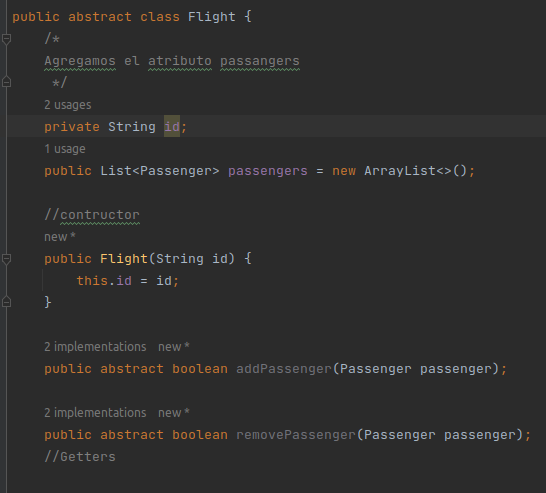 public abstract class Flight {
/*
Agregamos el atributo passangers
*/
2 usages
private String id;
1 usage
public List<Passenger> passengers = new ArrayList<>();
//contructor
new *
public Flight(String id) {
this.id = id;
}
2 implementations new *
public abstract boolean addPassenger(Passenger passenger);
2 implementations new *
public abstract boolean removePassenger(Passenger passenger);
//Getters